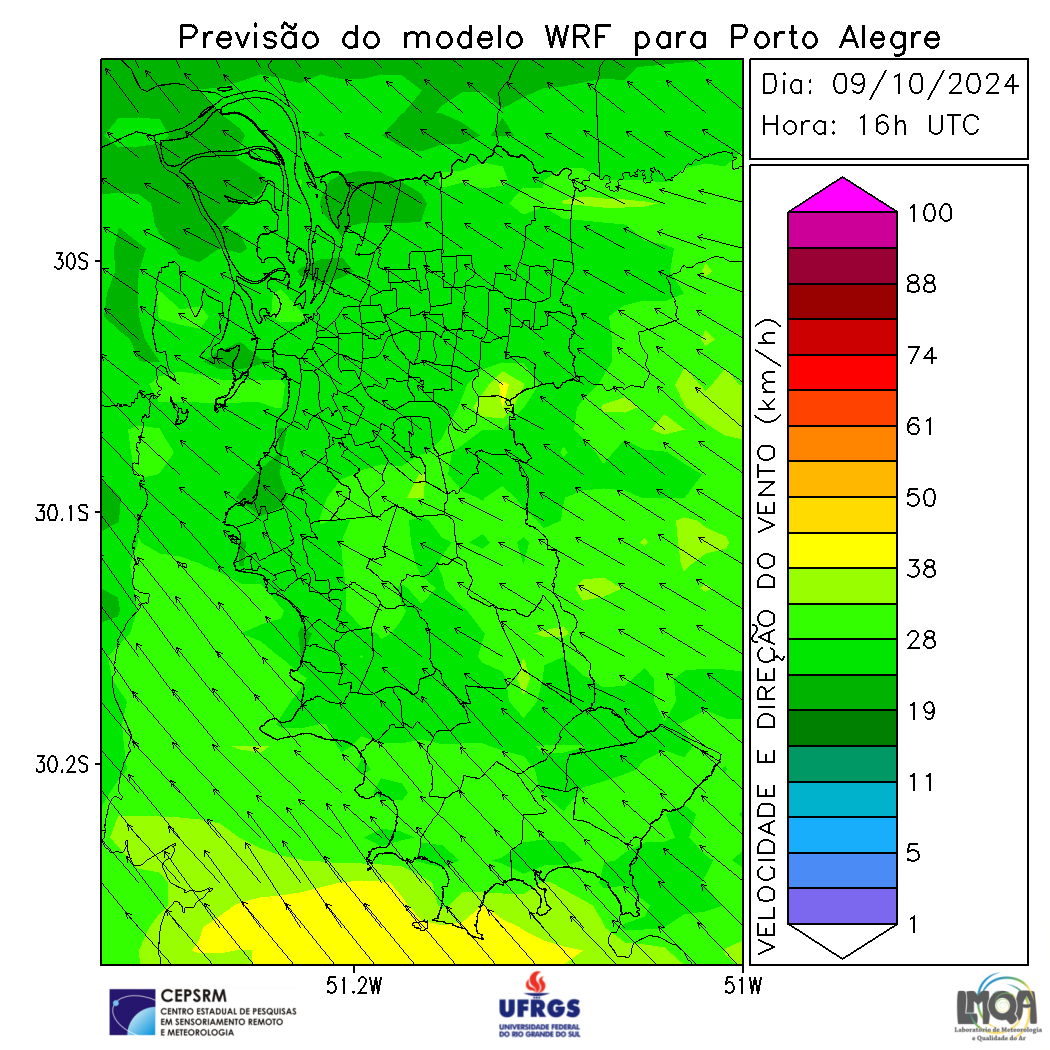 Previsão do modelo WRF para Porto Alegre
Dia: 09/10/2024
Hora: 16h UTC
30S
30.1S
30.2S
51.2W
51W
VELOCIDADE E DIREÇÃO DO VENTO (km/h)
100
88
74
61
50
38
28
19
11
5
1
CEPSRM
CENTRO ESTADUAL DE PESQUISAS
EM SENSORIAMENTO REMOTO
E METEOROLOGIA
UFRGS
UNIVERSIDADE FEDERAL
DO RIO GRANDE DO SUL
LMQA
Laboratório de Meteorologia
e Qualidade do Ar